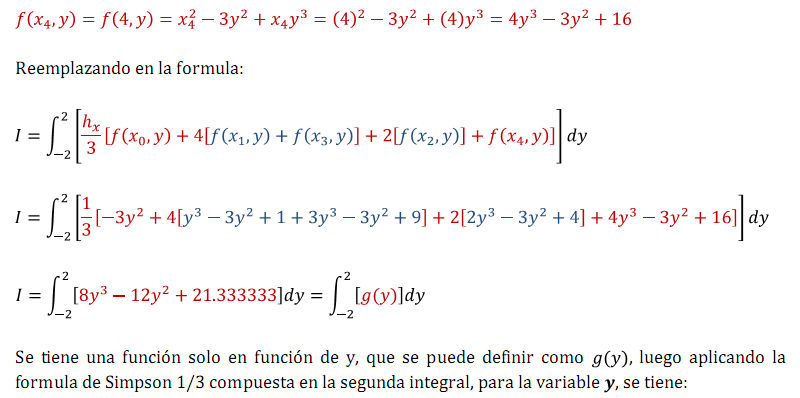 f(x₄, y) = f(4, y) = x₄² − 3y² + x₄y³ = (4)² − 3y² + (4)y³ = 4y³ − 3y² + 16
Reemplazando en la formula:
I = ∫₋₂² [hₓ/3 [f(x₀, y) + 4[f(x₁, y) + f(x₃, y)] + 2[f(x₂, y)] + f(x₄, y)]] dy
I = ∫₋₂² [1/3 [−3y² + 4[y³ − 3y² + 1 + 3y³ − 3y² + 9] + 2[2y³ − 3y² + 4] + 4y³ − 3y² + 16]] dy
I = ∫₋₂² [8y³ − 12y² + 21.333333]dy = ∫₋₂² [g(y)]dy
Se tiene una función solo en función de y, que se puede definir como g(y), luego aplicando la
formula de Simpson 1/3 compuesta en la segunda integral, para la variable y, se tiene: